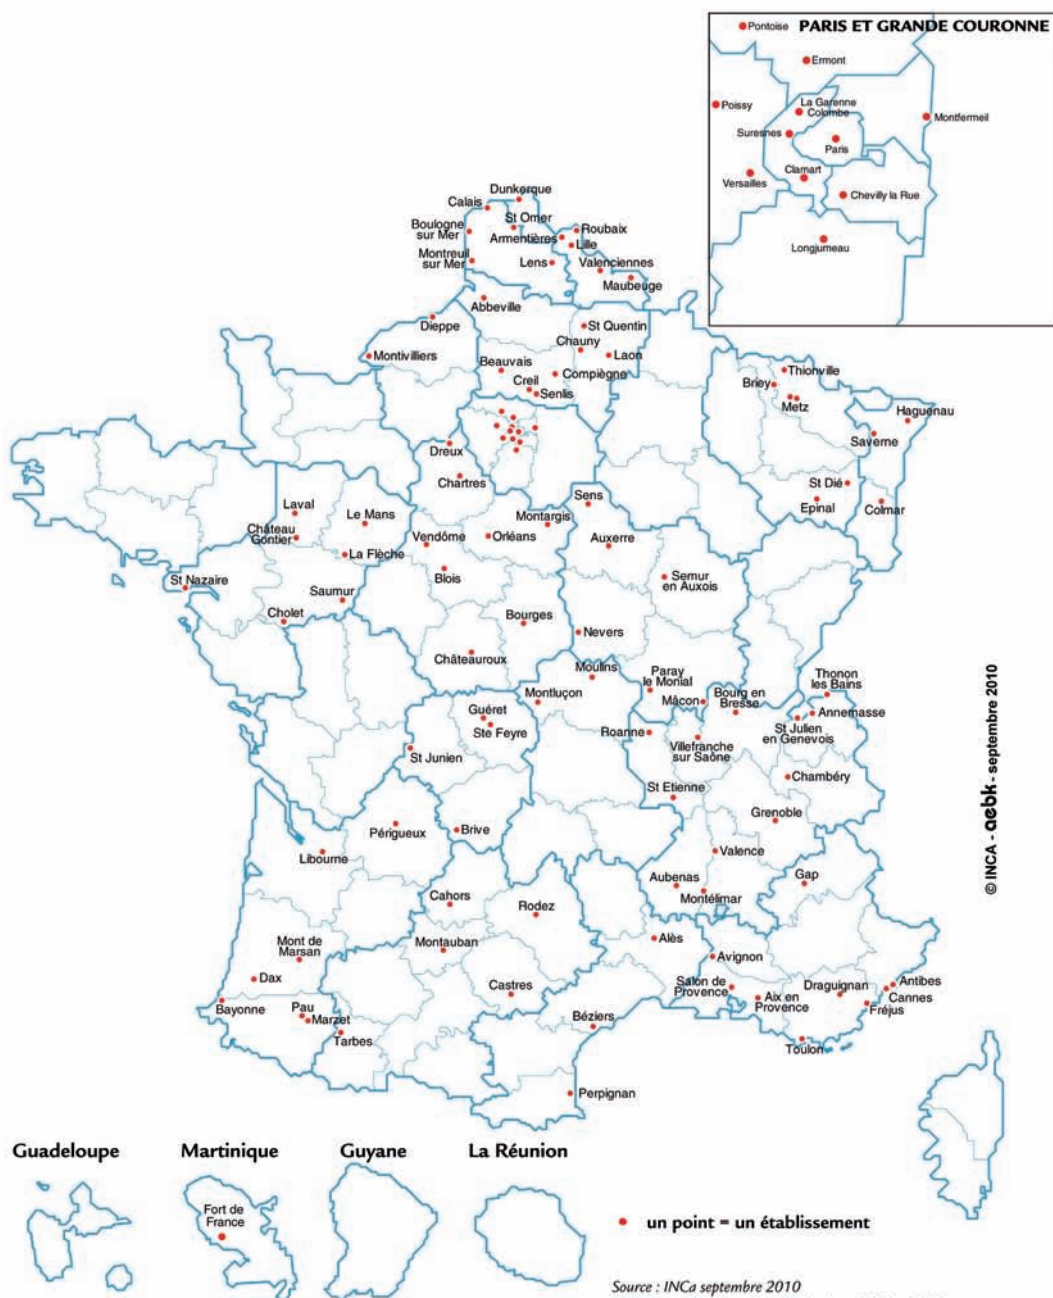 PARIS ET GRANDE COURONNE
Pontoise
Ermont
Poissy
La Garenne
Colombe
Montfermeil
Suresnes
Paris
Clamart
Versailles
Chevilly la Rue
Longjumeau
Dunkerque
Calais
St Omer
Boulogne
sur Mer
Roubaix
Armentières
Lille
Montreuil
sur Mer
Lens
Valenciennes
Maubeuge
Abbeville
Dieppe
St Quentin
Chauny
Laon
Montivilliers
Beauvais
Compiègne
Creil
Senlis
Thionville
Briey
Metz
Haguenau
Saverne
Dreux
Chartres
St Dié
Epinal
Colmar
Sens
Laval
Le Mans
Montargis
Château
Gontier
Vendôme
Orléans
Auxerre
La Flèche
Blois
Semur
en Auxois
St Nazaire
Saumur
Cholet
Bourges
Nevers
Châteauroux
Moulins
Paray
le Monial
Thonon
les Bains
Montluçon
Mâcon
Bourg en
Bresse
Annemasse
Guéret
Ste Feyre
Roanne
Villefranche
sur Saône
St Julien
en Genevois
St Junien
Chambéry
St Etienne
Grenoble
Périgueux
Brive
Libourne
Valence
Aubenas
Montélimar
Gap
Cahors
Rodez
Mont de
Marsan
Montauban
Alès
Avignon
Dax
Castres
Salon de
Provence
Aix en
Provence
Draguignan
Antibes
Cannes
Fréjus
Bayonne
Pau
Marzet
Tarbes
Béziers
Toulon
Perpignan
© INCA - aebk - septembre 2010
Guadeloupe
Martinique
Guyane
La Réunion
Fort de
France
un point = un établissement
Source : INCa septembre 2010